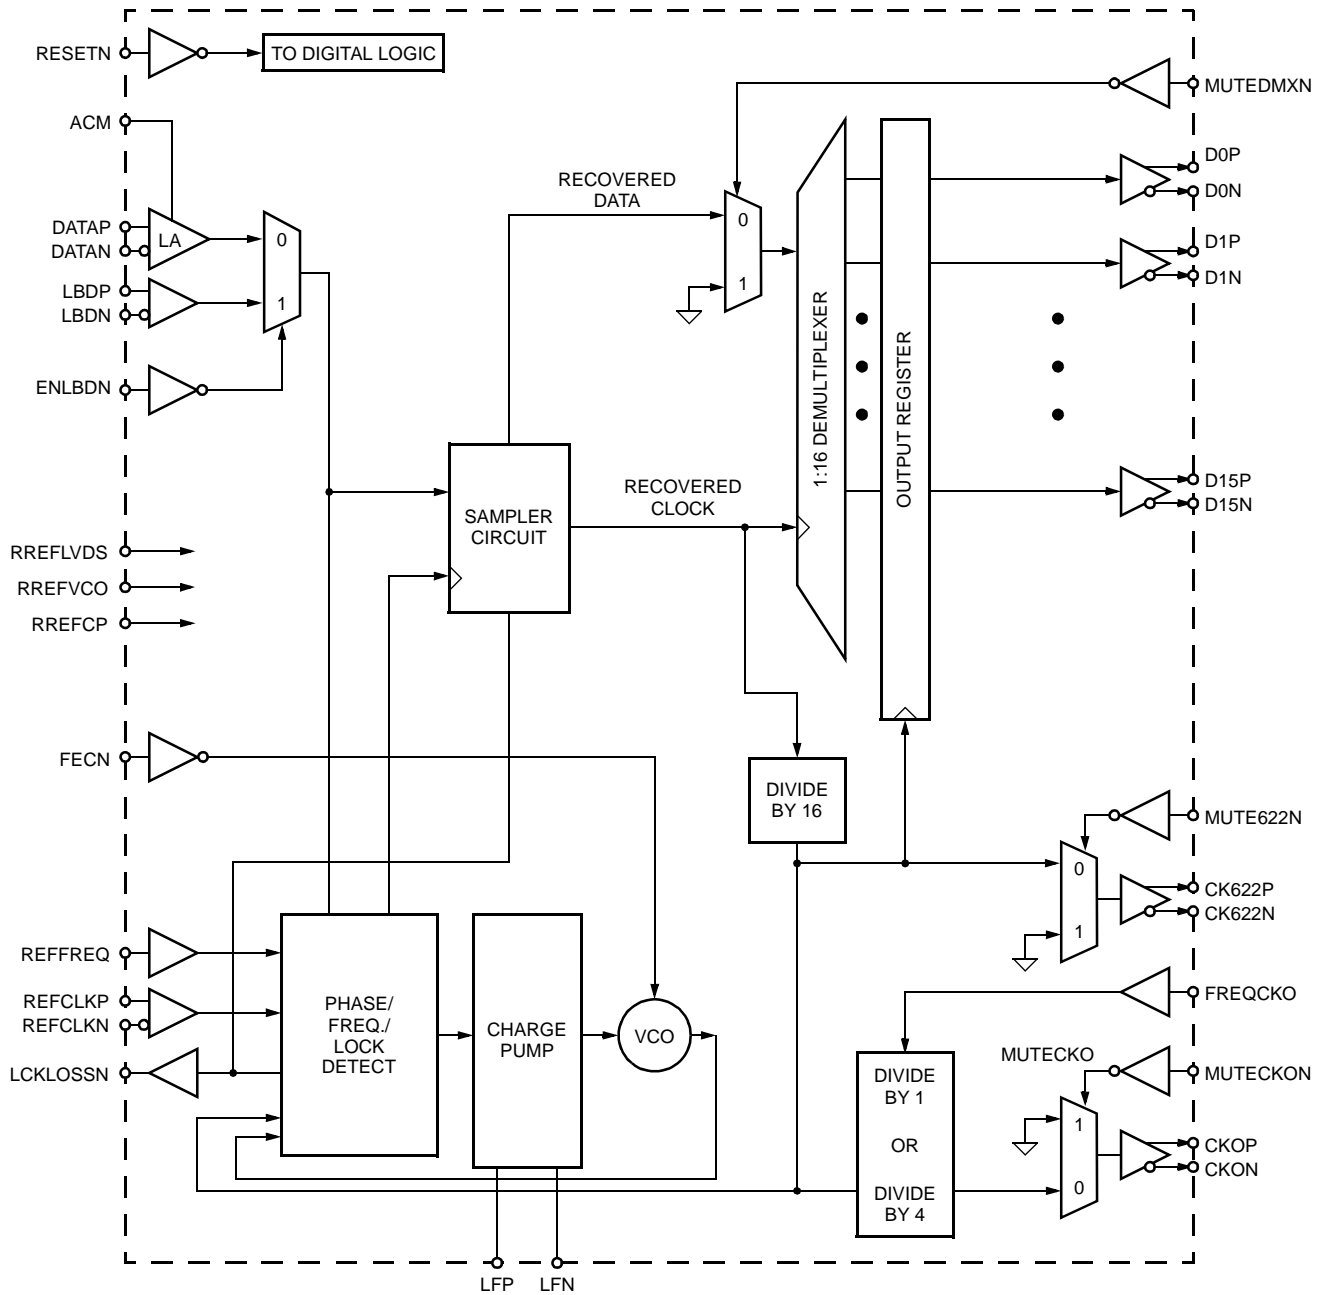 RESETN
TO DIGITAL LOGIC
MUTEDMXN
ACM
D0P
D0N
RECOVERED
DATA
DATAP
DATAN
LA
0
1
0
1
D1P
D1N
LBDP
LBDN
ENLBDN
1:16 DEMULTIPLEXER
OUTPUT REGISTER
D15P
D15N
RECOVERED
CLOCK
SAMPLER
CIRCUIT
RREFLVDS
RREFVCO
RREFCP
FECN
DIVIDE
BY 16
MUTE622N
0
1
CK622P
CK622N
REFFREQ
REFCLKP
REFCLKN
LCKLOSSN
PHASE/
FREQ./
LOCK
DETECT
CHARGE
PUMP
VCO
FREQCKO
MUTECKO
MUTECKON
DIVIDE
BY 1
OR
DIVIDE
BY 4
1
0
CKOP
CKON
LFP
LFN